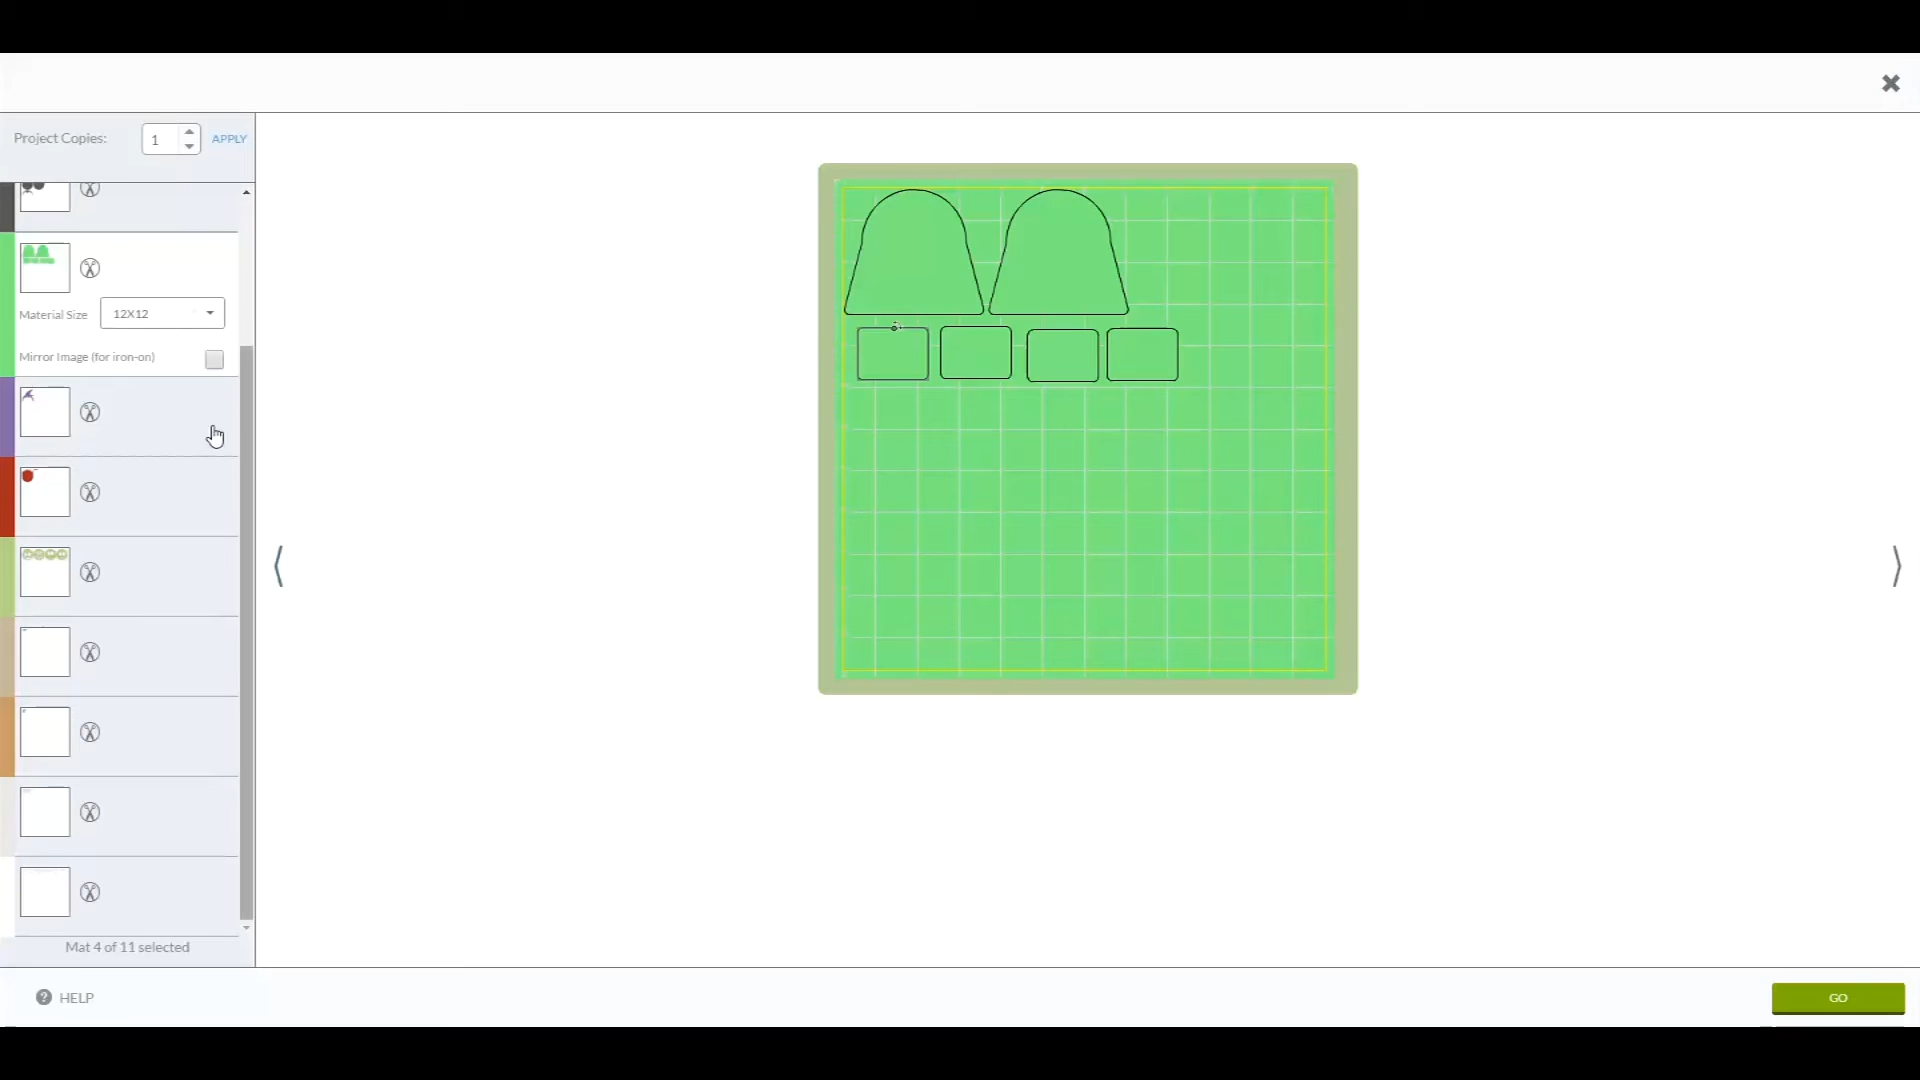 Project Copies: 1 APPLY
Material Size 12X12
Mirror Image (for iron-on)
Mat 4 of 11 selected
? HELP
GO